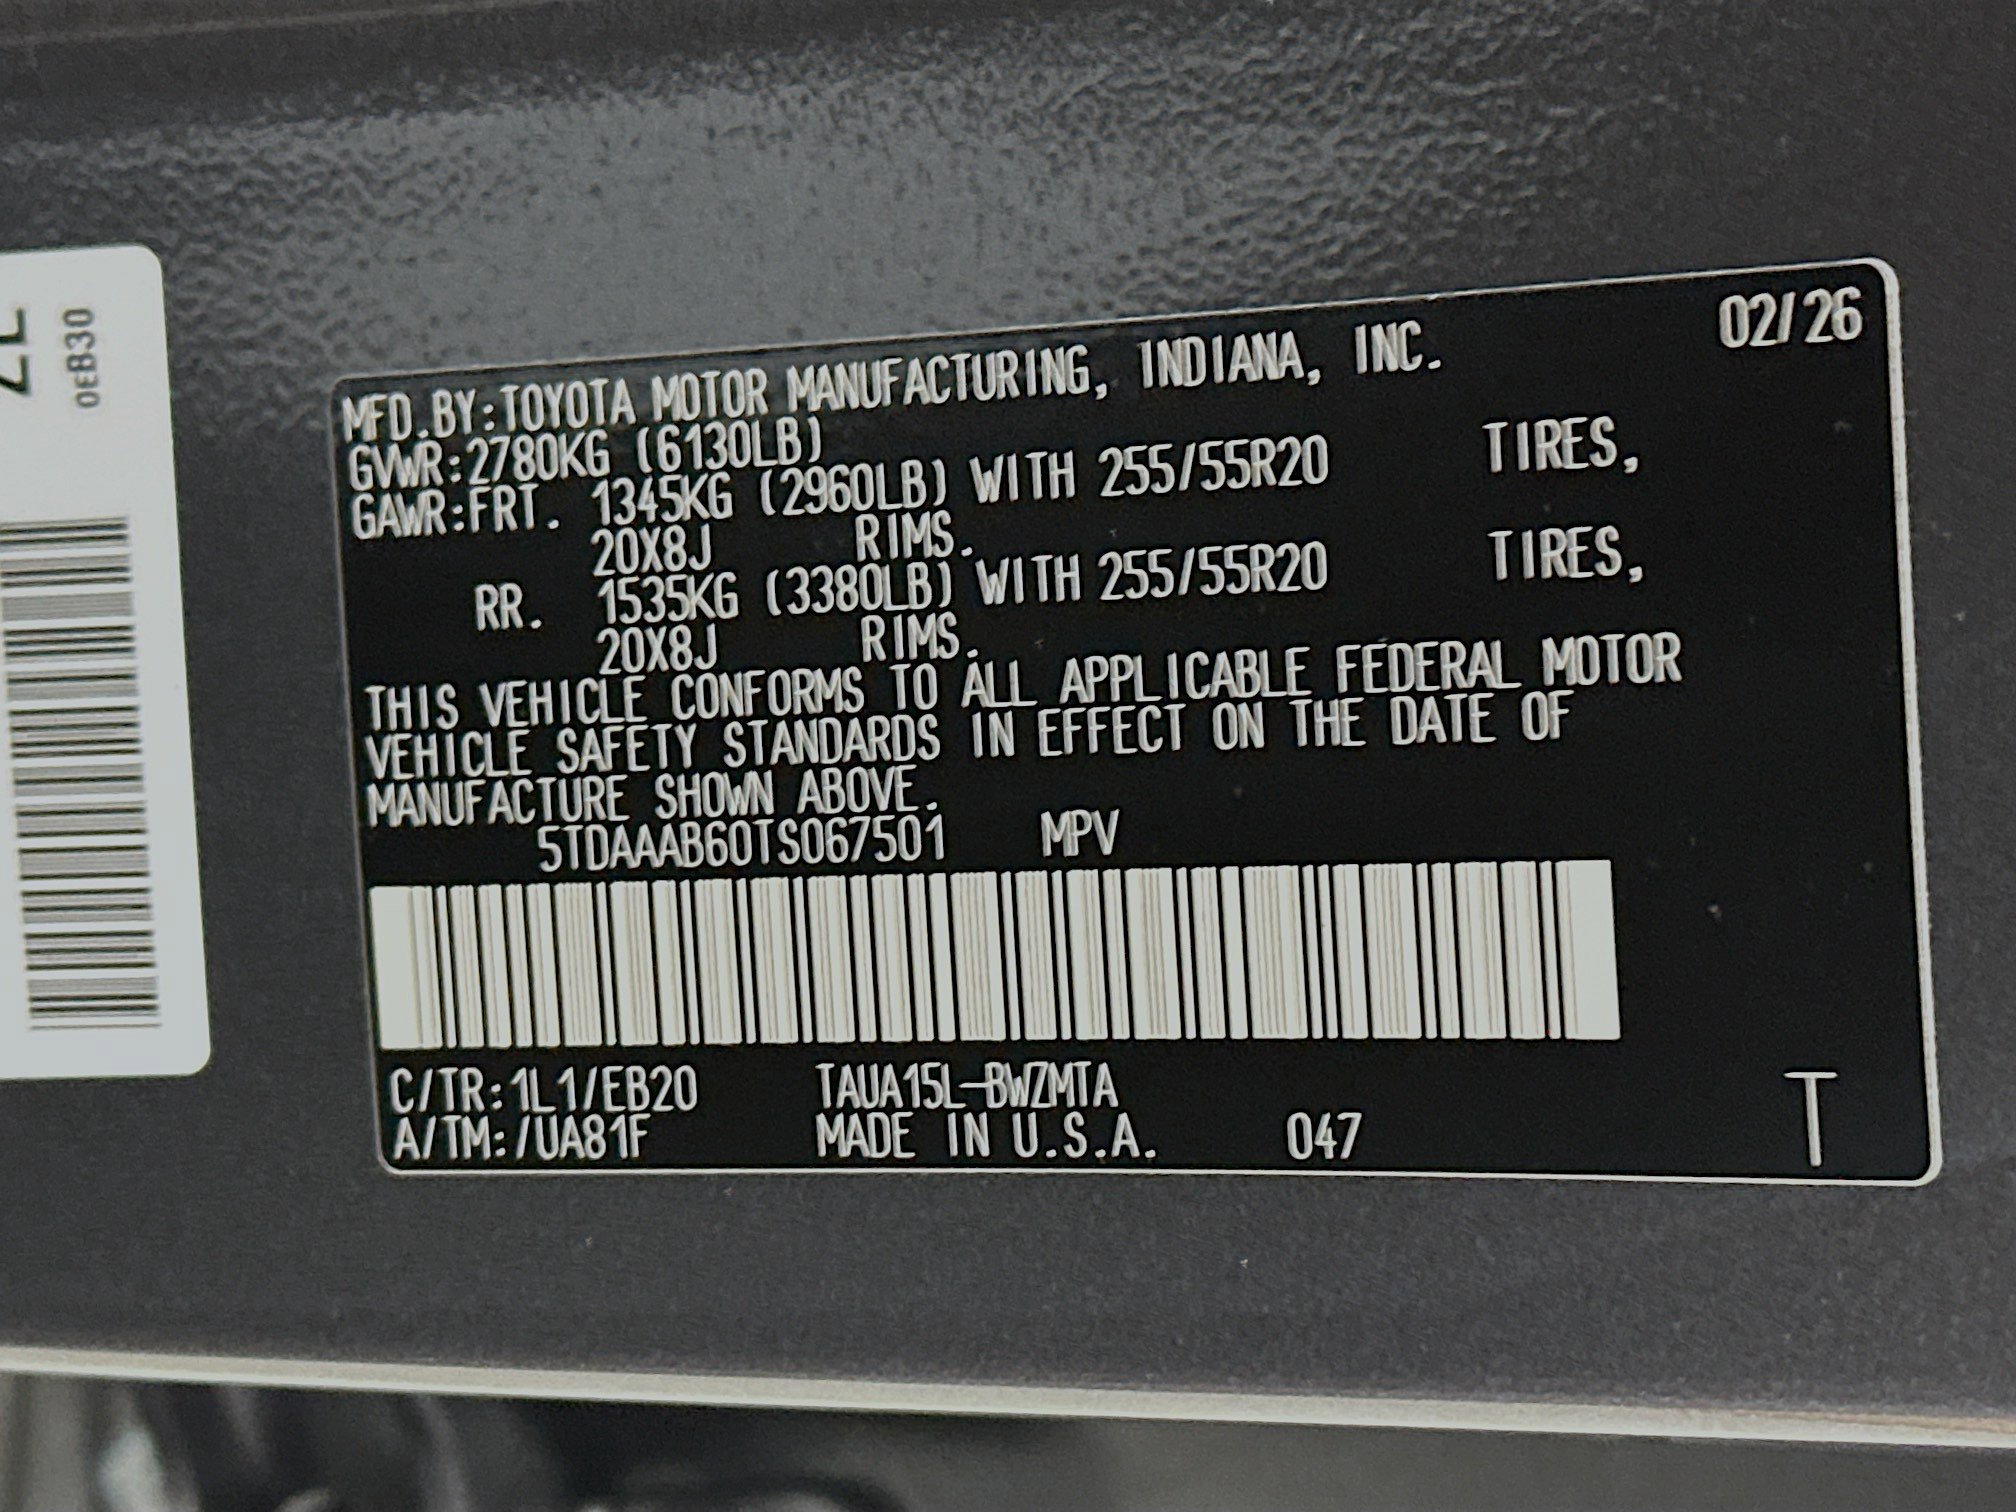 0EB30
02/26
MFD.BY:TOYOTA MOTOR MANUFACTURING, INDIANA, INC.
GVWR:2780KG (6130LB)
GAWR:FRT. 1345KG (2960LB) WITH 255/55R20 TIRES,
20X8J RIMS.
RR. 1535KG (3380LB) WITH 255/55R20 TIRES,
20X8J RIMS.
THIS VEHICLE CONFORMS TO ALL APPLICABLE FEDERAL MOTOR
VEHICLE SAFETY STANDARDS IN EFFECT ON THE DATE OF
MANUFACTURE SHOWN ABOVE.
5TDAAAB60TS067501 MPV
C/TR:1L1/EB20 TAUA15L-BWZMTA
A/TM:/UA81F MADE IN U.S.A. 047 T